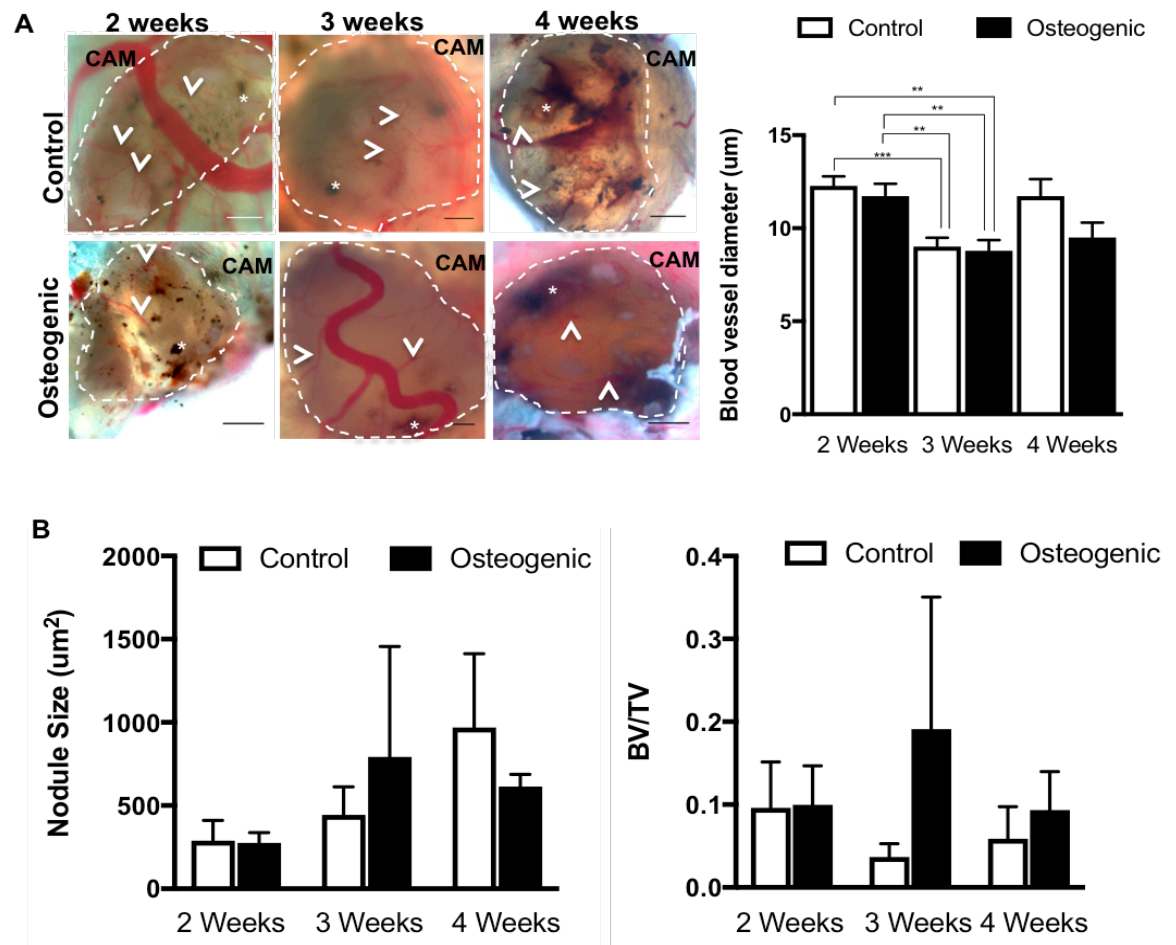 A
2 weeks
3 weeks
4 weeks
Control
Osteogenic
CAM
CAM
CAM
*
*
*
CAM
CAM
CAM
*
*
*
Control
Osteogenic
Blood vesssel diameter (um)
15
10
5
0
**
**
**
***
2 Weeks
3 Weeks
4 Weeks
B
Control
Osteogenic
Nodule Size (um²)
2000
1500
1000
500
0
2 Weeks
3 Weeks
4 Weeks
Control
Osteogenic
BV/TV
0.4
0.3
0.2
0.1
0.0
2 Weeks
3 Weeks
4 Weeks